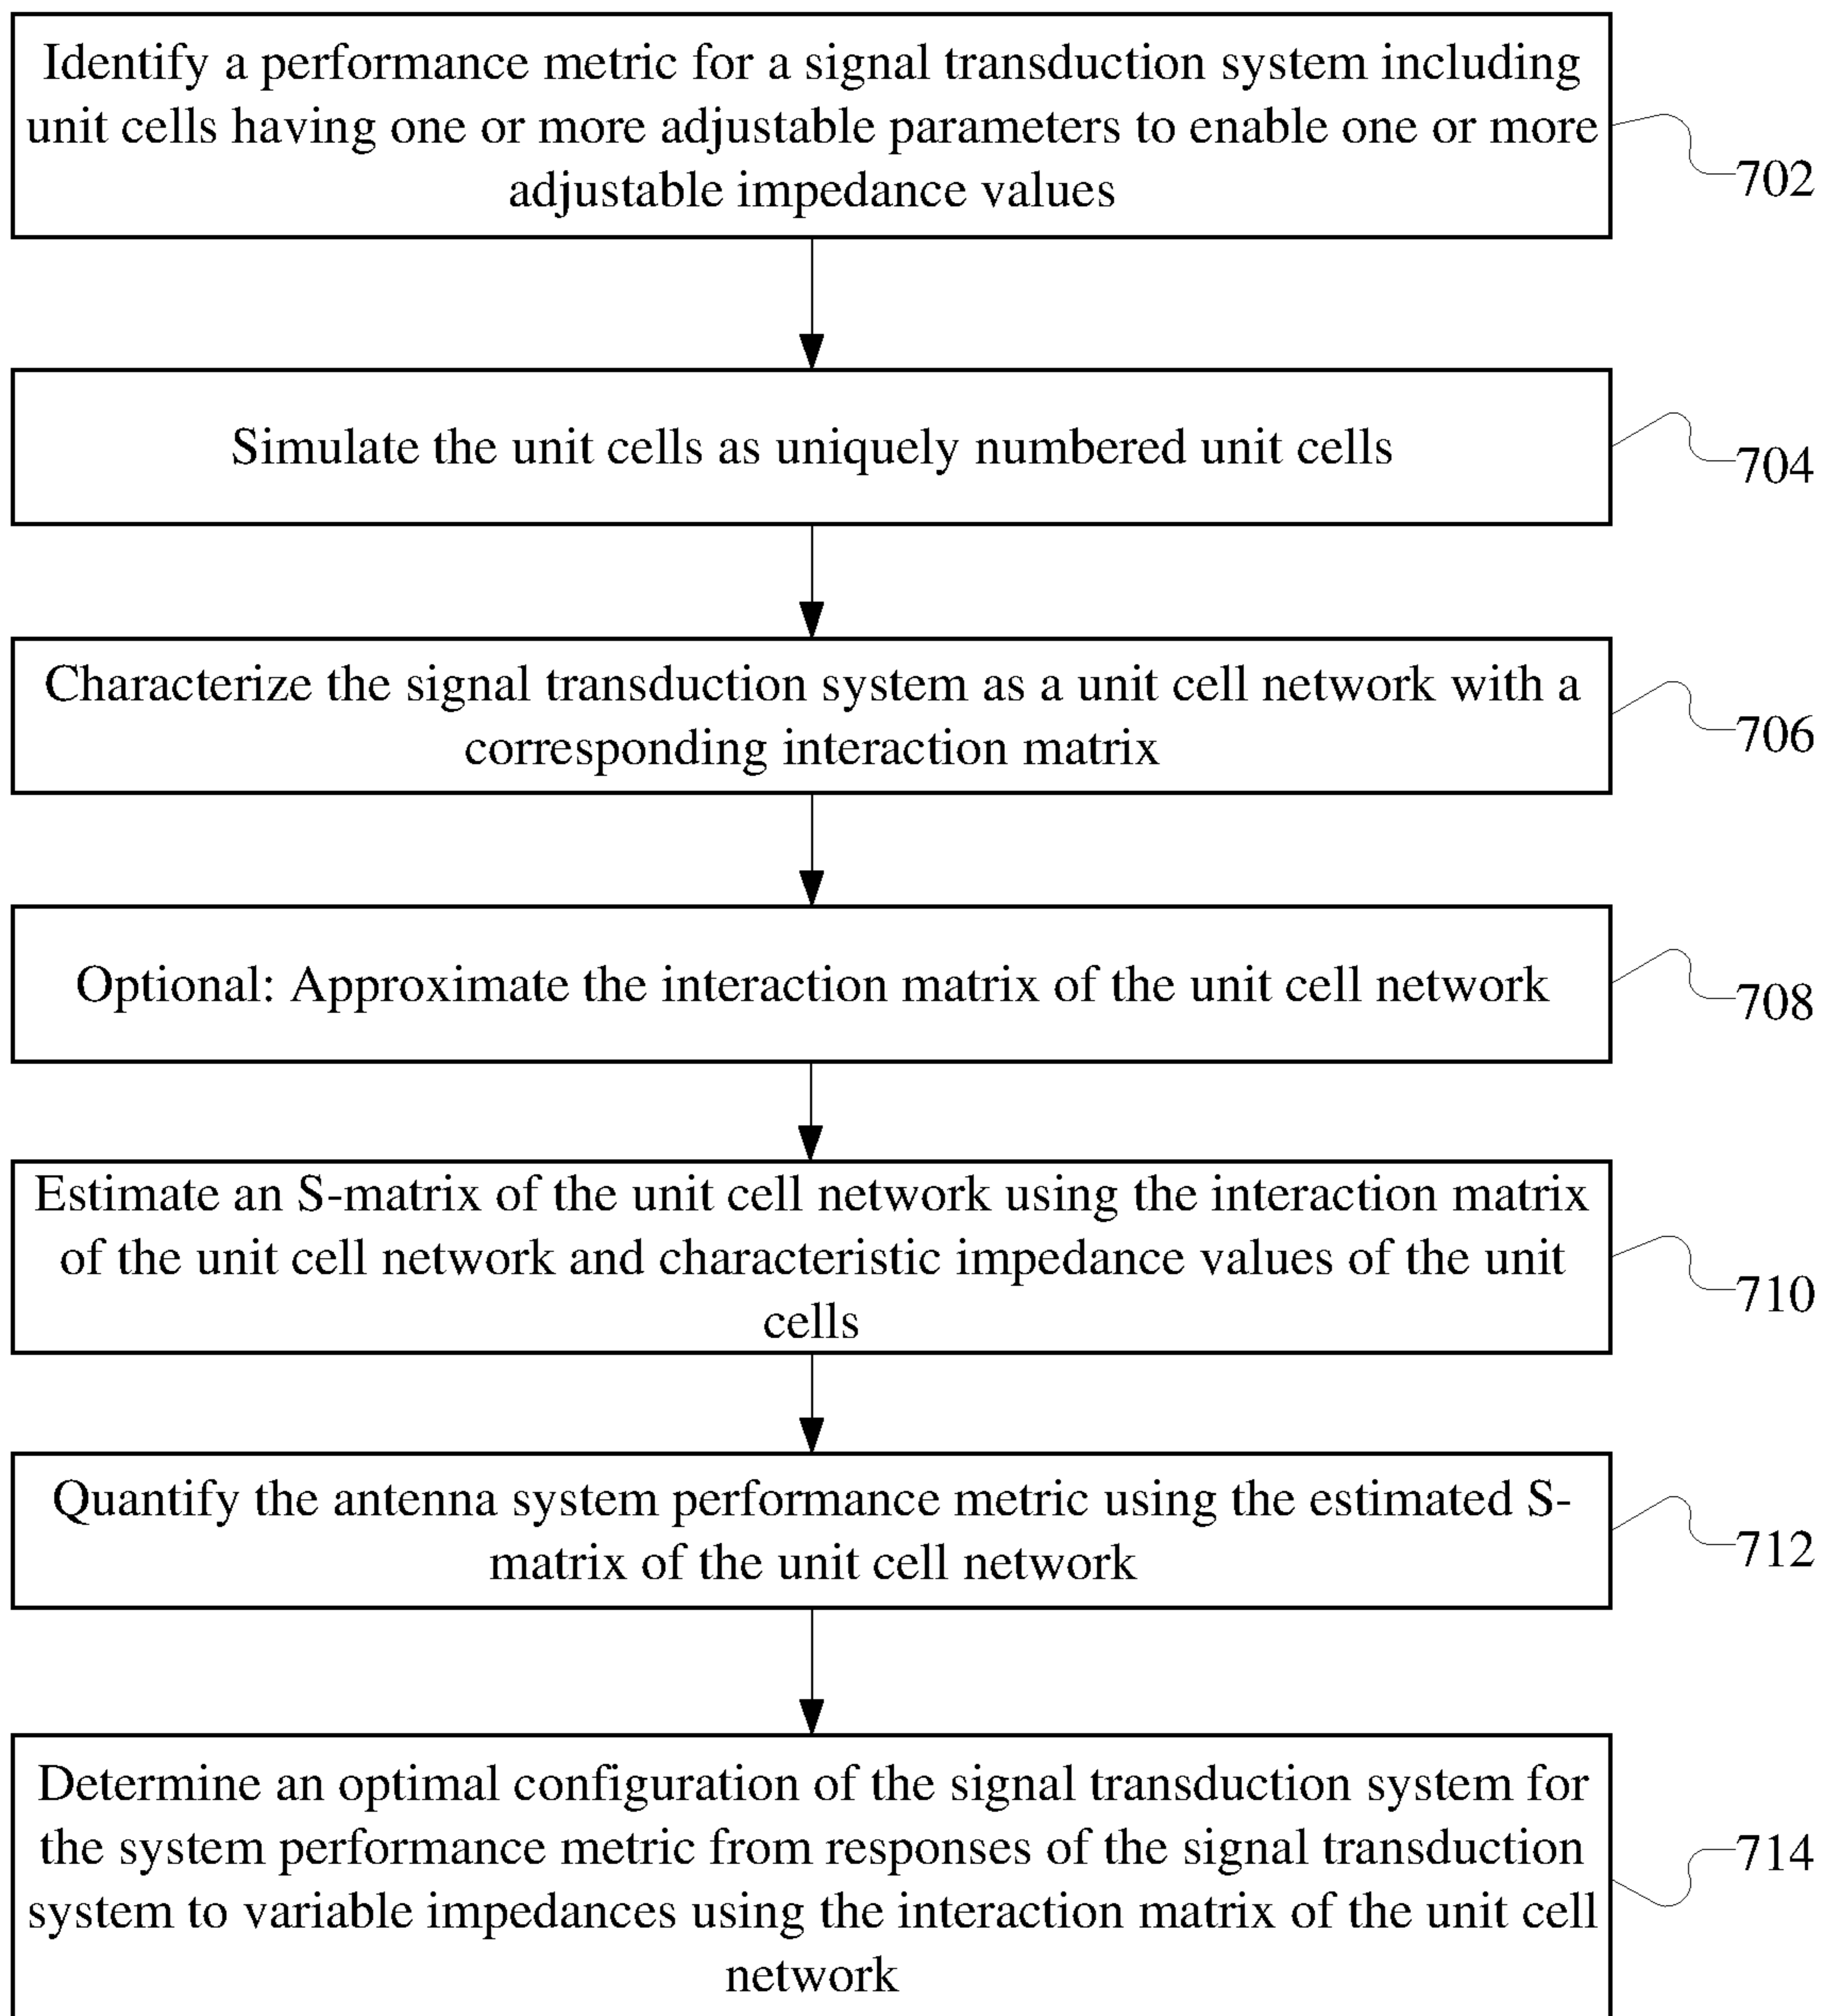 Identify a performance metric for a signal transduction system including
unit cells having one or more adjustable parameters to enable one or more
adjustable impedance values
702
Simulate the unit cells as uniquely numbered unit cells
704
Characterize the signal transduction system as a unit cell network with a
corresponding interaction matrix
706
Optional: Approximate the interaction matrix of the unit cell network
708
Estimate an S-matrix of the unit cell network using the interaction matrix
of the unit cell network and characteristic impedance values of the unit
cells
710
Quantify the antenna system performance metric using the estimated S-
matrix of the unit cell network
712
Determine an optimal configuration of the signal transduction system for
the system performance metric from responses of the signal transduction
system to variable impedances using the interaction matrix of the unit cell
network
714